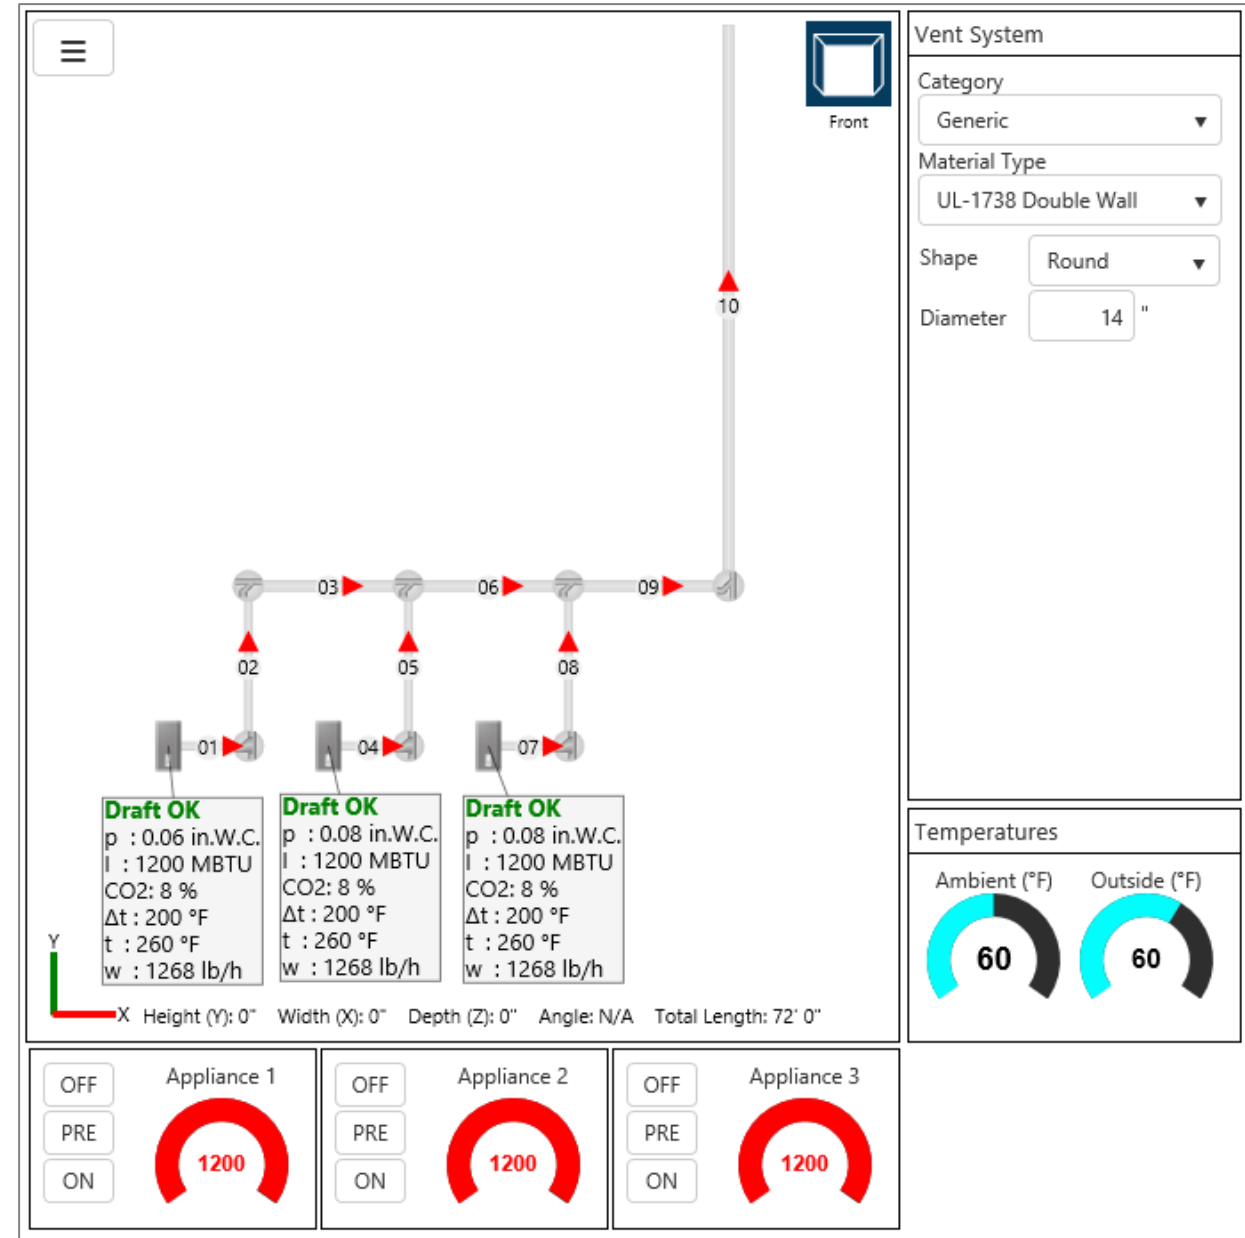 ☰
Front
10
03
06
09
02
05
08
01
04
07
Draft OK
p : 0.06 in.W.C.
I : 1200 MBTU
CO2: 8 %
Δt : 200 °F
t : 260 °F
w : 1268 lb/h
Draft OK
p : 0.08 in.W.C.
I : 1200 MBTU
CO2: 8 %
Δt : 200 °F
t : 260 °F
w : 1268 lb/h
Draft OK
p : 0.08 in.W.C.
I : 1200 MBTU
CO2: 8 %
Δt : 200 °F
t : 260 °F
w : 1268 lb/h
Y
X Height (Y): 0" Width (X): 0" Depth (Z): 0" Angle: N/A Total Length: 72' 0"
Vent System
Category
Generic
Material Type
UL-1738 Double Wall
Shape Round
Diameter 14 "
Temperatures
Ambient (°F) Outside (°F)
60 60
OFF
PRE
ON
Appliance 1
1200
OFF
PRE
ON
Appliance 2
1200
OFF
PRE
ON
Appliance 3
1200